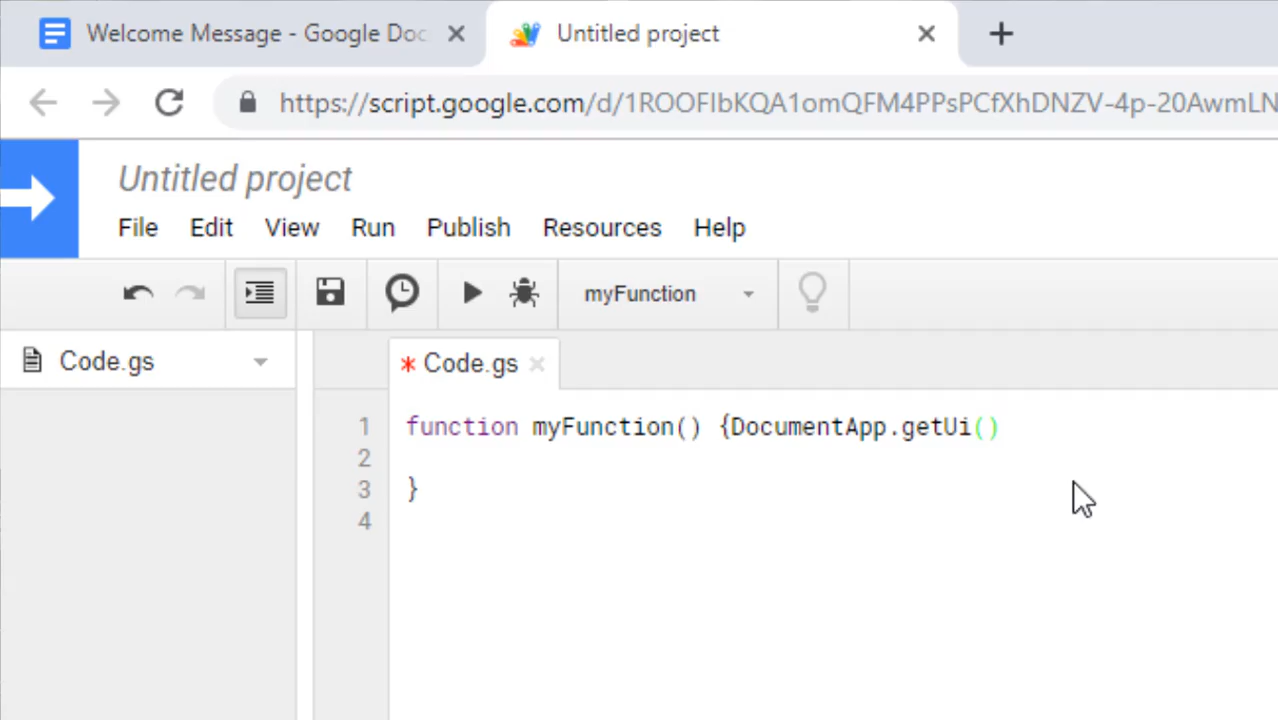 Welcome Message - Google Doc
Untitled project
https://script.google.com/d/1ROOFIbKQA1omQFM4PPsPCfXhDNZV-4p-20AwmLN
Untitled project
File Edit View Run Publish Resources Help
myFunction
Code.gs
* Code.gs
1 function myFunction() {DocumentApp.getUi()
2
3 }
4